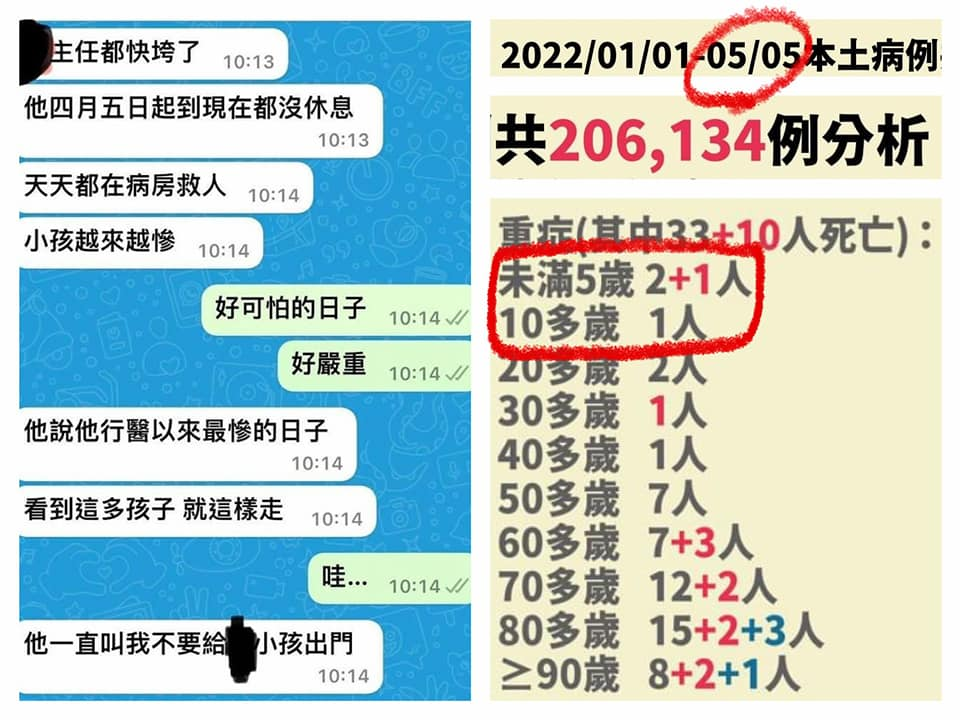 主任都快垮了 10:13
他四月五日起到現在都沒休息
10:13
天天都在病房救人 10:14
小孩越來越慘 10:14
好可怕的日子 10:14
好嚴重 10:14
他說他行醫以來最慘的日子
10:14
看到這多孩子 就這樣走 10:14
哇... 10:14
他一直叫我不要給 小孩出門
10:14
2022/01/01-05/05本土病例
共206,134例分析
重症(其中33+10人死亡)：
未滿5歲 2+1人
10多歲 1人
20多歲 2人
30多歲 1人
40多歲 1人
50多歲 7人
60多歲 7+3人
70多歲 12+2人
80多歲 15+2+3人
≥90歲 8+2+1人